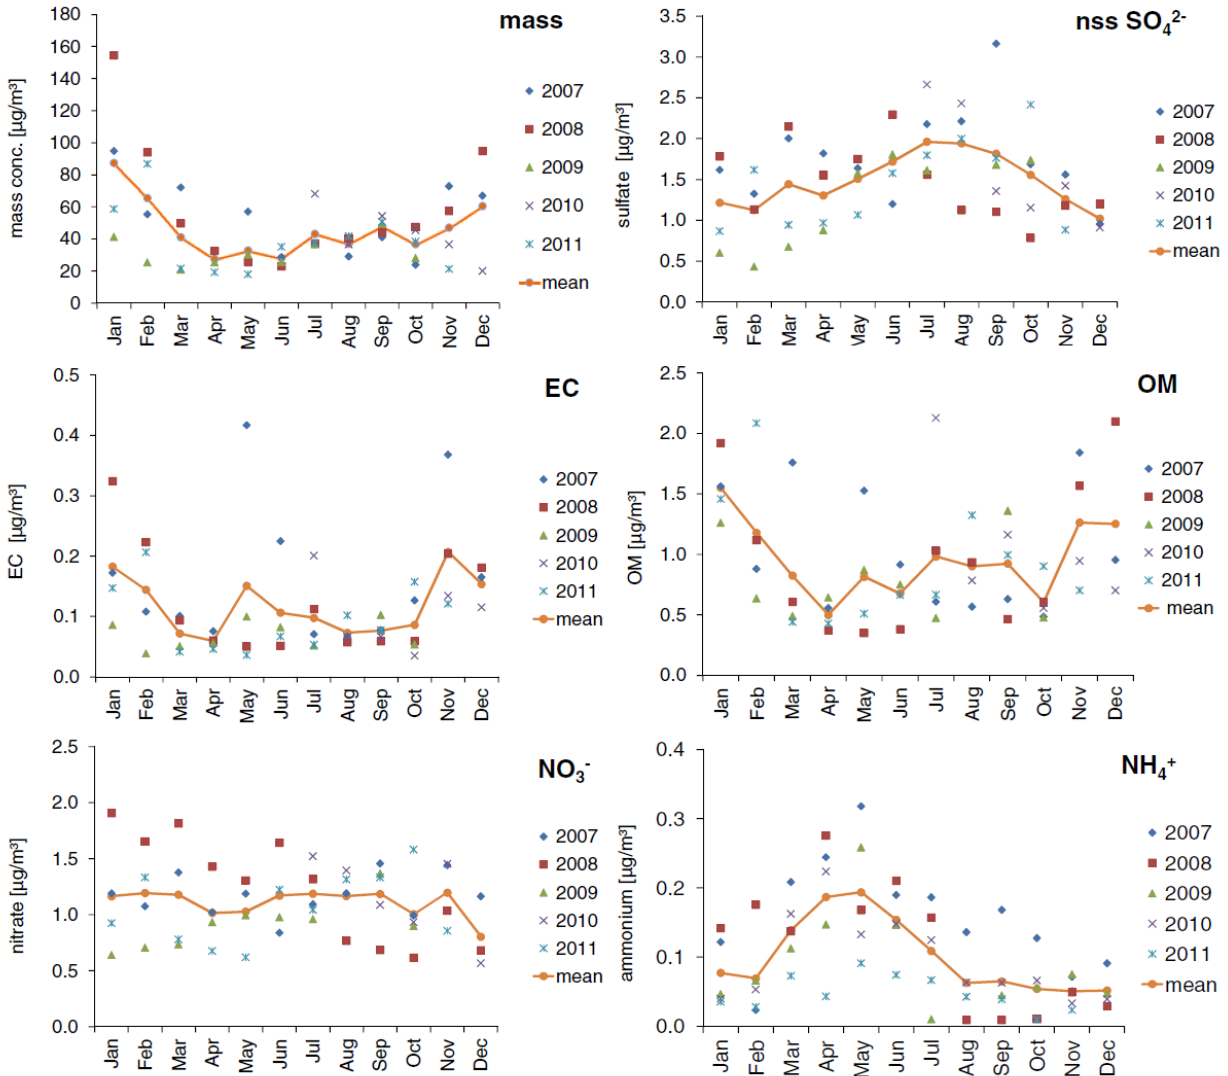 mass
mass conc. [µg/m³]
180
160
140
120
100
80
60
40
20
0
Jan Feb Mar Apr May Jun Jul Aug Sep Oct Nov Dec
2007
2008
2009
2010
2011
mean
nss SO₄²⁻
sulfate [µg/m³]
3.5
3.0
2.5
2.0
1.5
1.0
0.5
0.0
Jan Feb Mar Apr May Jun Jul Aug Sep Oct Nov Dec
2007
2008
2009
2010
2011
mean
EC
EC [µg/m³]
0.5
0.4
0.3
0.2
0.1
0.0
Jan Feb Mar Apr May Jun Jul Aug Sep Oct Nov Dec
2007
2008
2009
2010
2011
mean
OM
OM [µg/m³]
2.5
2.0
1.5
1.0
0.5
0.0
Jan Feb Mar Apr May Jun Jul Aug Sep Oct Nov Dec
2007
2008
2009
2010
2011
mean
NO₃⁻
nitrate [µg/m³]
2.5
2.0
1.5
1.0
0.5
0.0
Jan Feb Mar Apr May Jun Jul Aug Sep Oct Nov Dec
2007
2008
2009
2010
2011
mean
NH₄⁺
ammonium [µg/m³]
0.4
0.3
0.2
0.1
0.0
Jan Feb Mar Apr May Jun Jul Aug Sep Oct Nov Dec
2007
2008
2009
2010
2011
mean